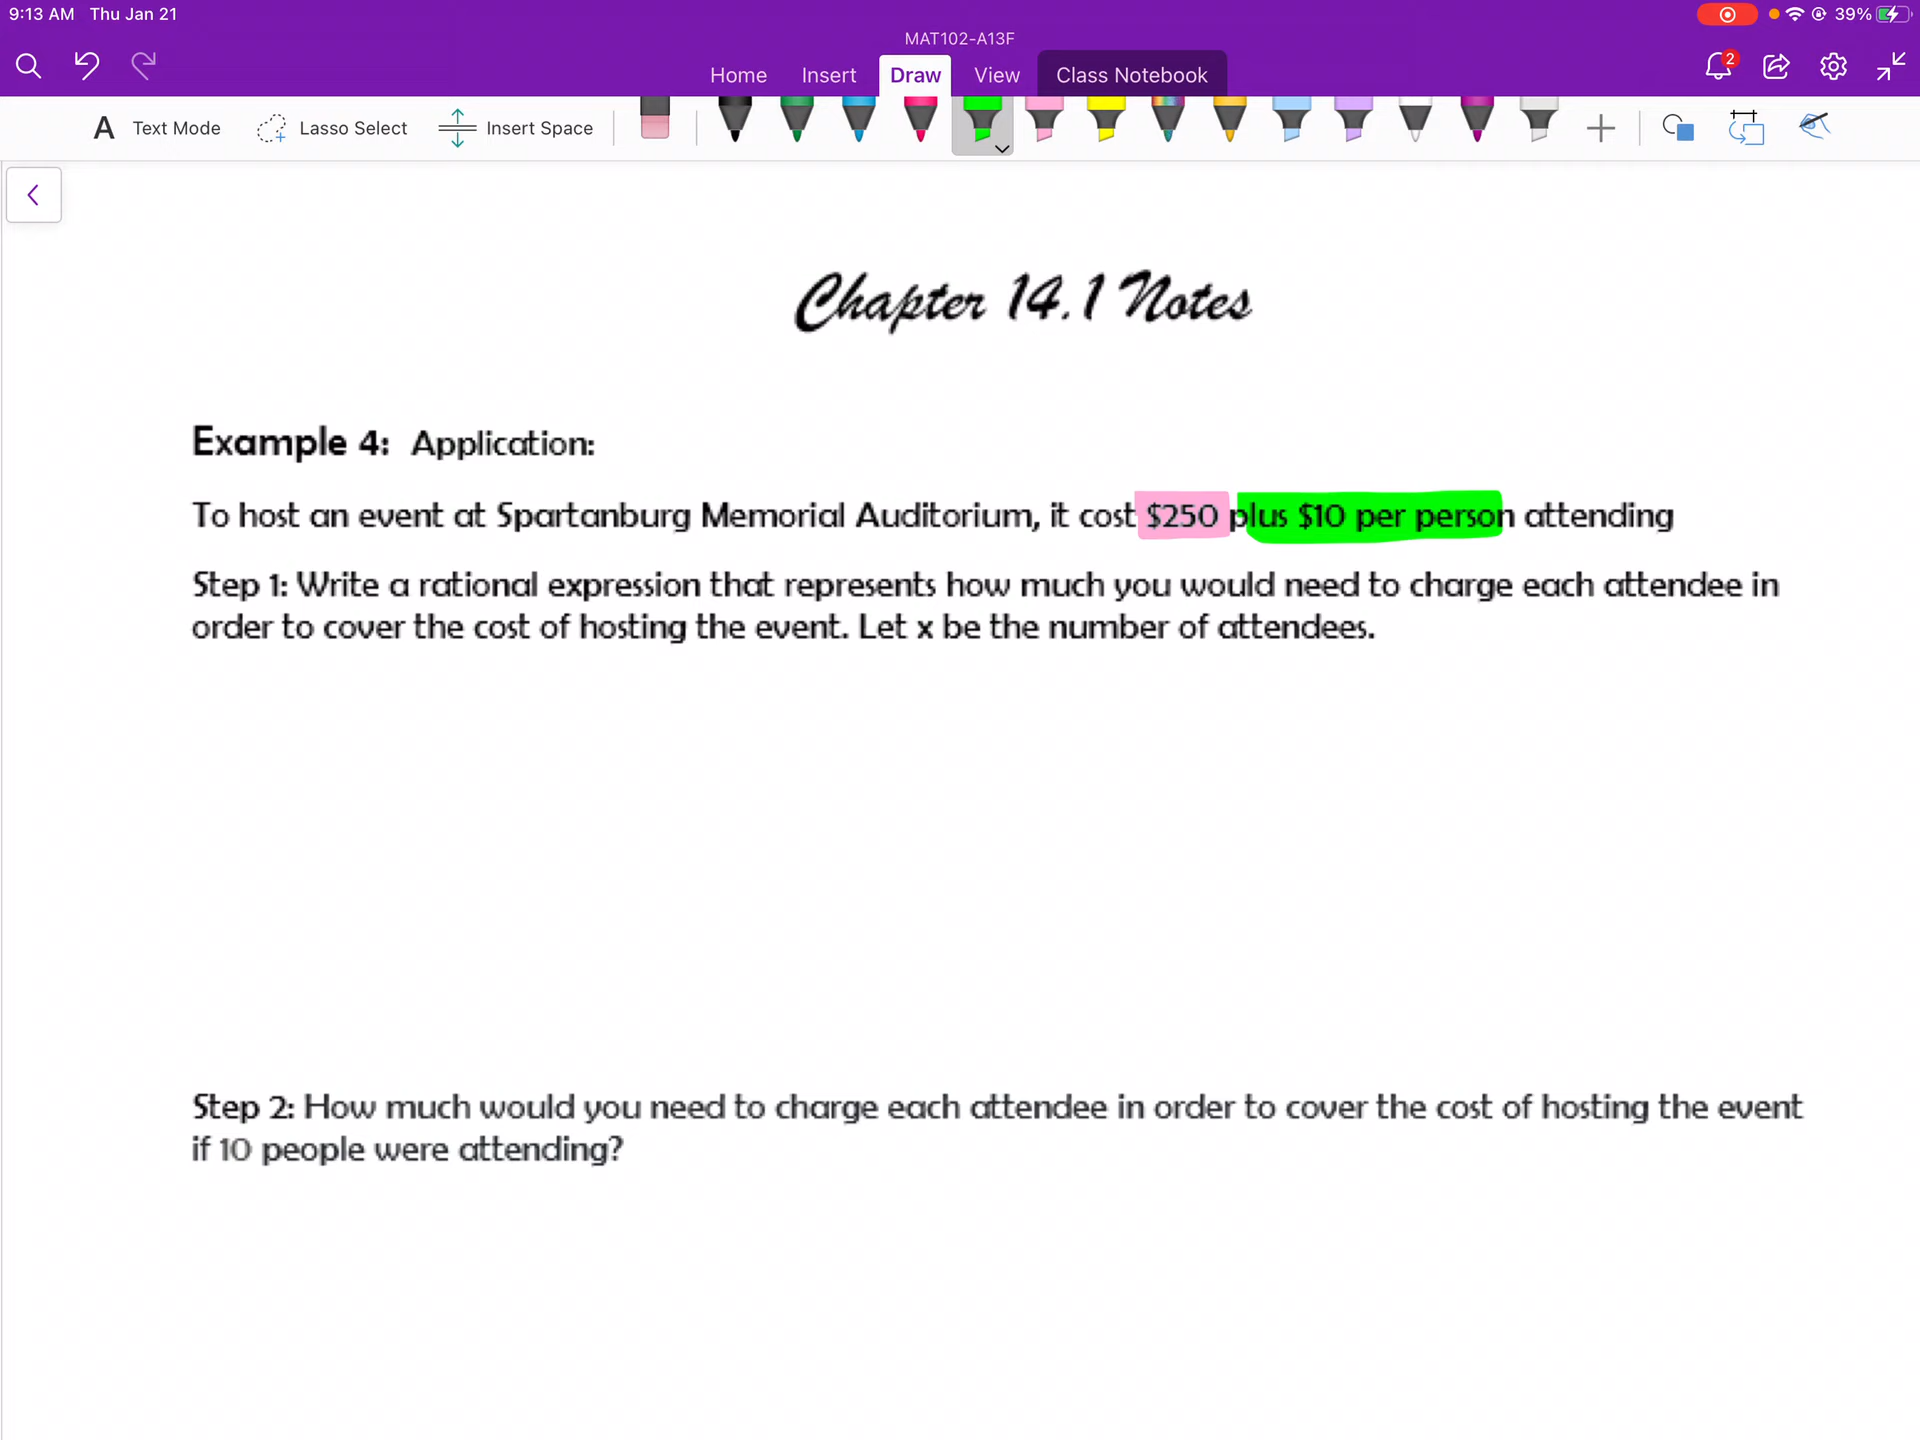 9:13 AM Thu Jan 21
39%
MAT102-A13F
2
Home Insert Draw View Class Notebook
A Text Mode Lasso Select Insert Space
Chapter 14.1 Notes
Example 4: Application:
To host an event at Spartanburg Memorial Auditorium, it cost $250 plus $10 per person attending
Step 1: Write a rational expression that represents how much you would need to charge each attendee in
order to cover the cost of hosting the event. Let x be the number of attendees.
Step 2: How much would you need to charge each attendee in order to cover the cost of hosting the event
if 10 people were attending?